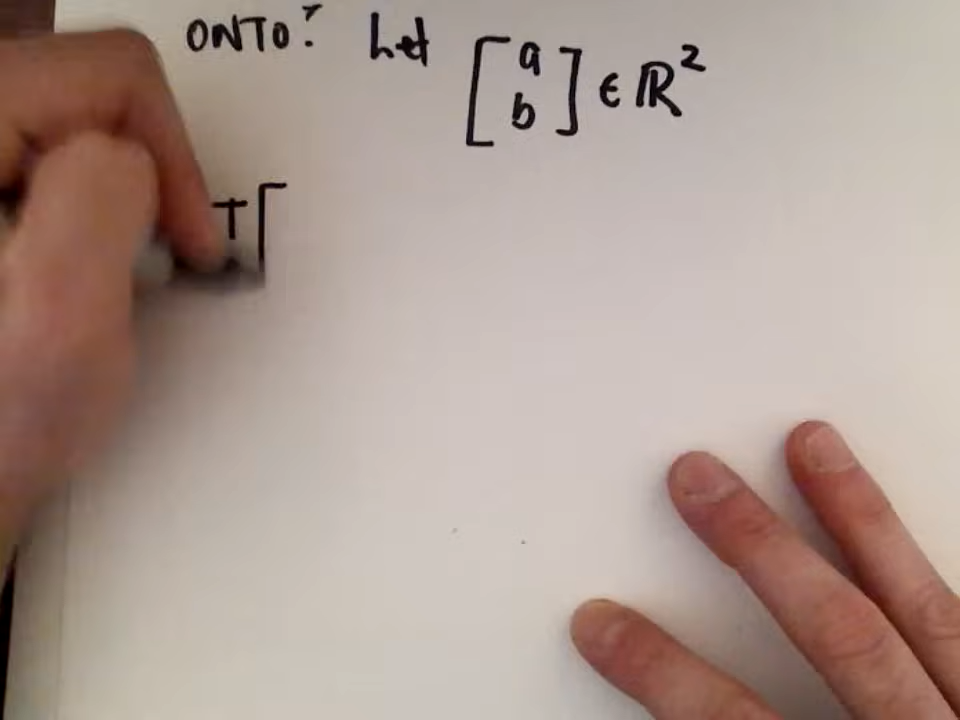 ONTO? Let [a b] ∈ ℝ²
T[